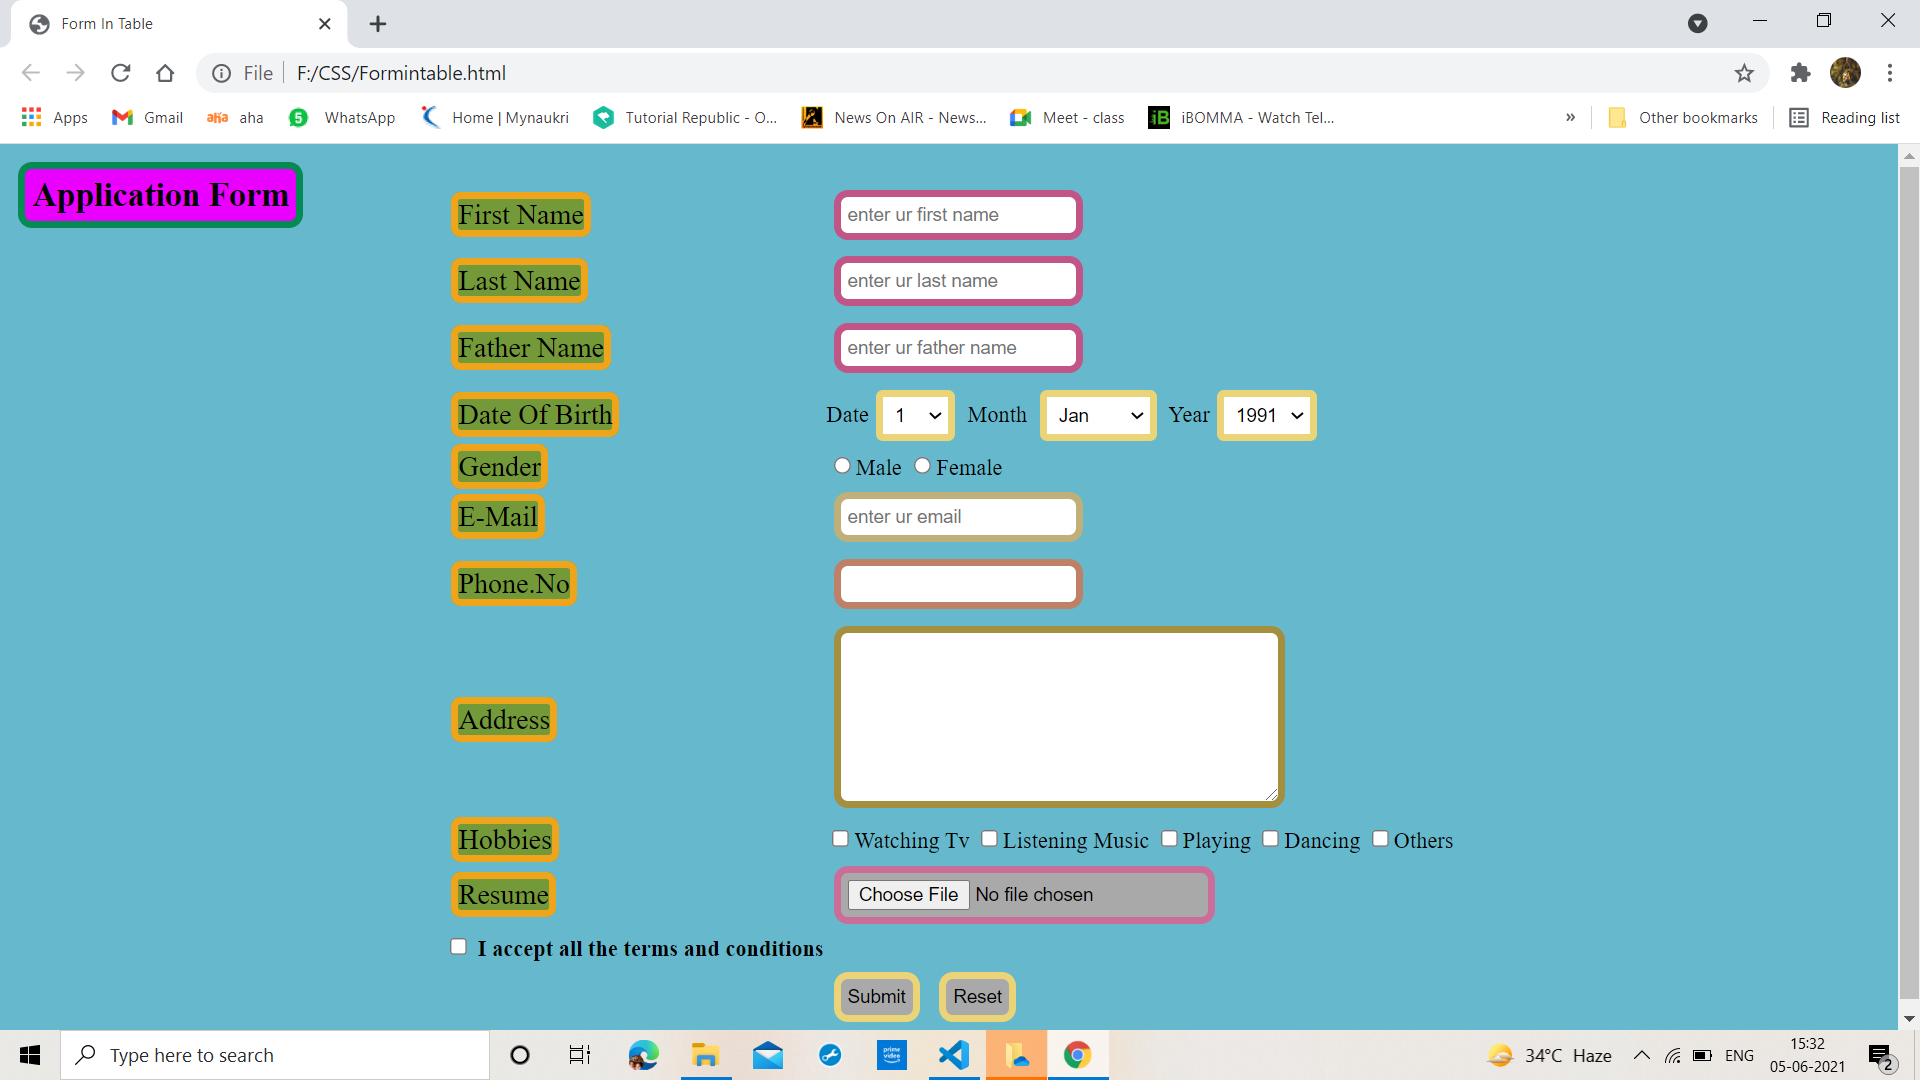 Form In Table
File F:/CSS/Formintable.html
Apps Gmail aha aha 5 WhatsApp Home | Mynaukri Tutorial Republic - O... News On AIR - News... Meet - class iB iBOMMA - Watch Tel... » Other bookmarks Reading list
Application Form
First Name enter ur first name
Last Name enter ur last name
Father Name enter ur father name
Date Of Birth Date 1 Month Jan Year 1991
Gender Male Female
E-Mail enter ur email
Phone.No
Address
Hobbies Watching Tv Listening Music Playing Dancing Others
Resume Choose File No file chosen
I accept all the terms and conditions
Submit Reset
Type here to search prime video 34°C Haze ENG 15:32
05-06-2021 2